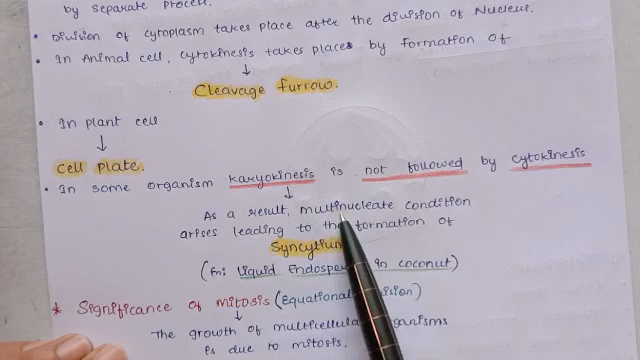 by separate process.
• Division of cytoplasm takes place after the division of Nucleus.
• In Animal cell, cytokinesis takes places by formation of
↓
Cleavage furrow.
• In plant cell
↓
Cell plate.
• In some organism karyokinesis is not followed by cytokinesis
↓
As a result, multinucleate condition
arises leading to the formation of
Syncytium
(En: Liquid Endosperm in coconut)
* Significance of mitosis (Equational
↓
The growth of multicellular organisms
is due to mitosis.